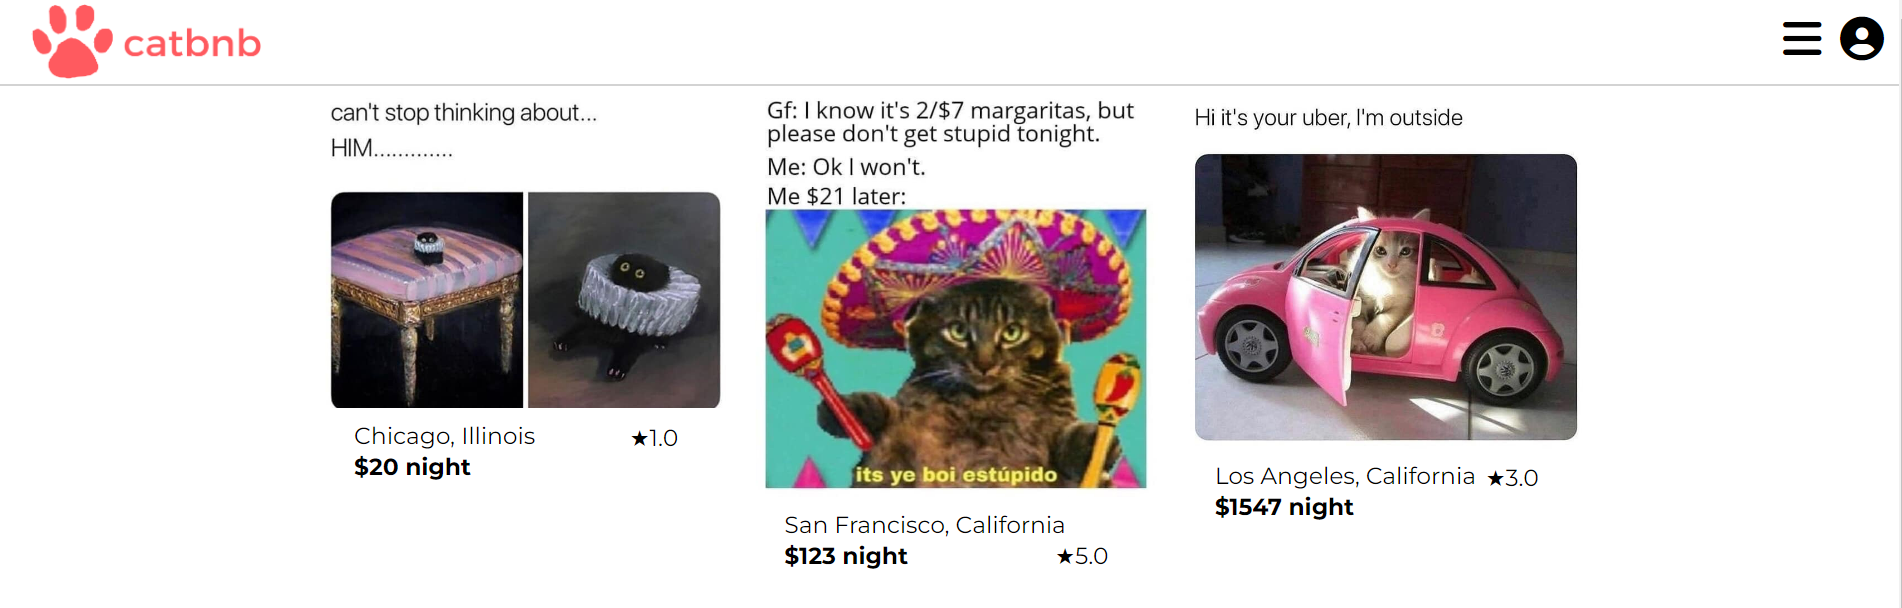 catbnb
can't stop thinking about...
HIM.............
Chicago, Illinois ★1.0
$20 night
Gf: I know it's 2/$7 margaritas, but
please don't get stupid tonight.
Me: Ok I won't.
Me $21 later:
its ye boi estúpido
San Francisco, California
$123 night ★5.0
Hi it's your uber, I'm outside
Los Angeles, California ★3.0
$1547 night